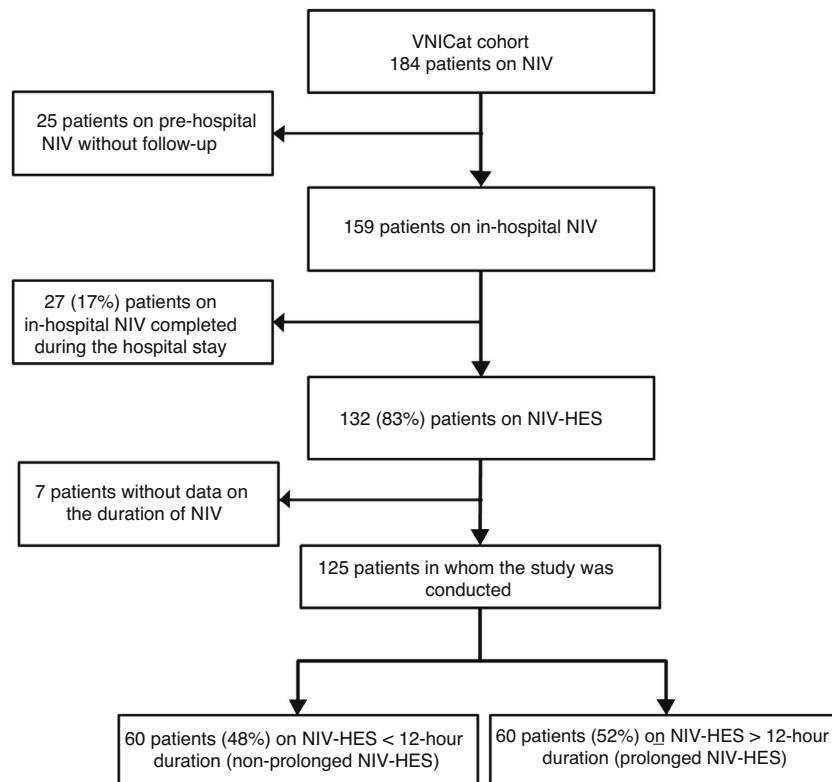 VNICat cohort
184 patients on NIV
25 patients on pre-hospital
NIV without follow-up
159 patients on in-hospital NIV
27 (17%) patients on
in-hospital NIV completed
during the hospital stay
132 (83%) patients on NIV-HES
7 patients without data on
the duration of NIV
125 patients in whom the study was
conducted
60 patients (48%) on NIV-HES < 12-hour
duration (non-prolonged NIV-HES)
60 patients (52%) on NIV-HES > 12-hour
duration (prolonged NIV-HES)